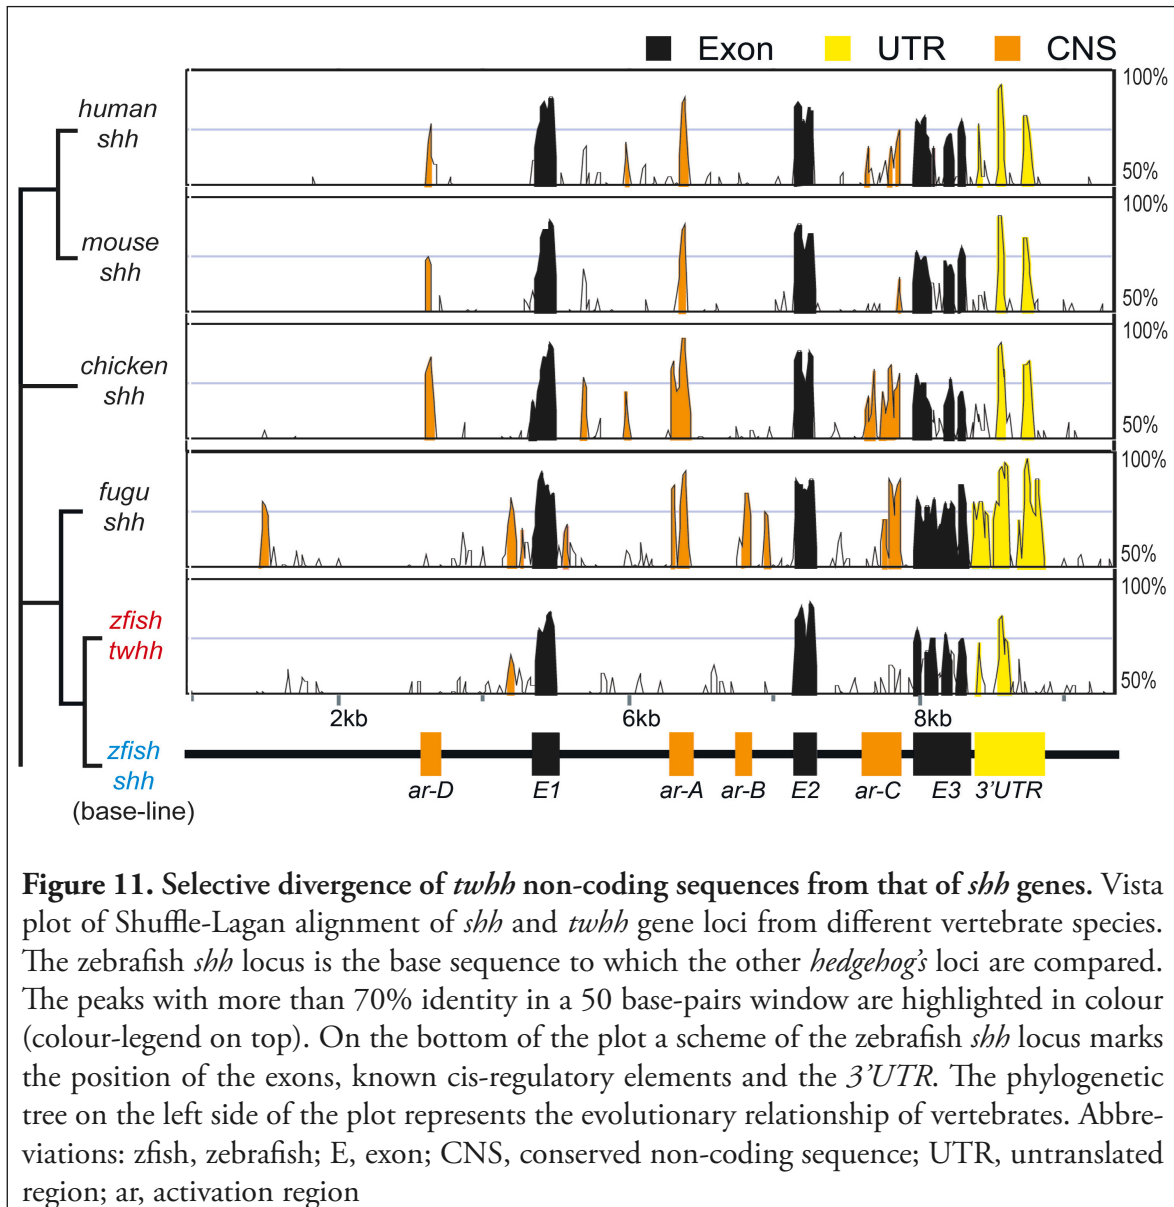 Exon UTR CNS
human
shh
100%
50%
mouse
shh
100%
50%
chicken
shh
100%
50%
fugu
shh
100%
50%
zfish
twhh
100%
50%
2kb 6kb 8kb
zfish
shh
(base-line)
ar-D E1 ar-A ar-B E2 ar-C E3 3'UTR
Figure 11. Selective divergence of twhh non-coding sequences from that of shh genes. Vista
plot of Shuffle-Lagan alignment of shh and twhh gene loci from different vertebrate species.
The zebrafish shh locus is the base sequence to which the other hedgehog's loci are compared.
The peaks with more than 70% identity in a 50 base-pairs window are highlighted in colour
(colour-legend on top). On the bottom of the plot a scheme of the zebrafish shh locus marks
the position of the exons, known cis-regulatory elements and the 3'UTR. The phylogenetic
tree on the left side of the plot represents the evolutionary relationship of vertebrates. Abbre-
viations: zfish, zebrafish; E, exon; CNS, conserved non-coding sequence; UTR, untranslated
region; ar, activation region